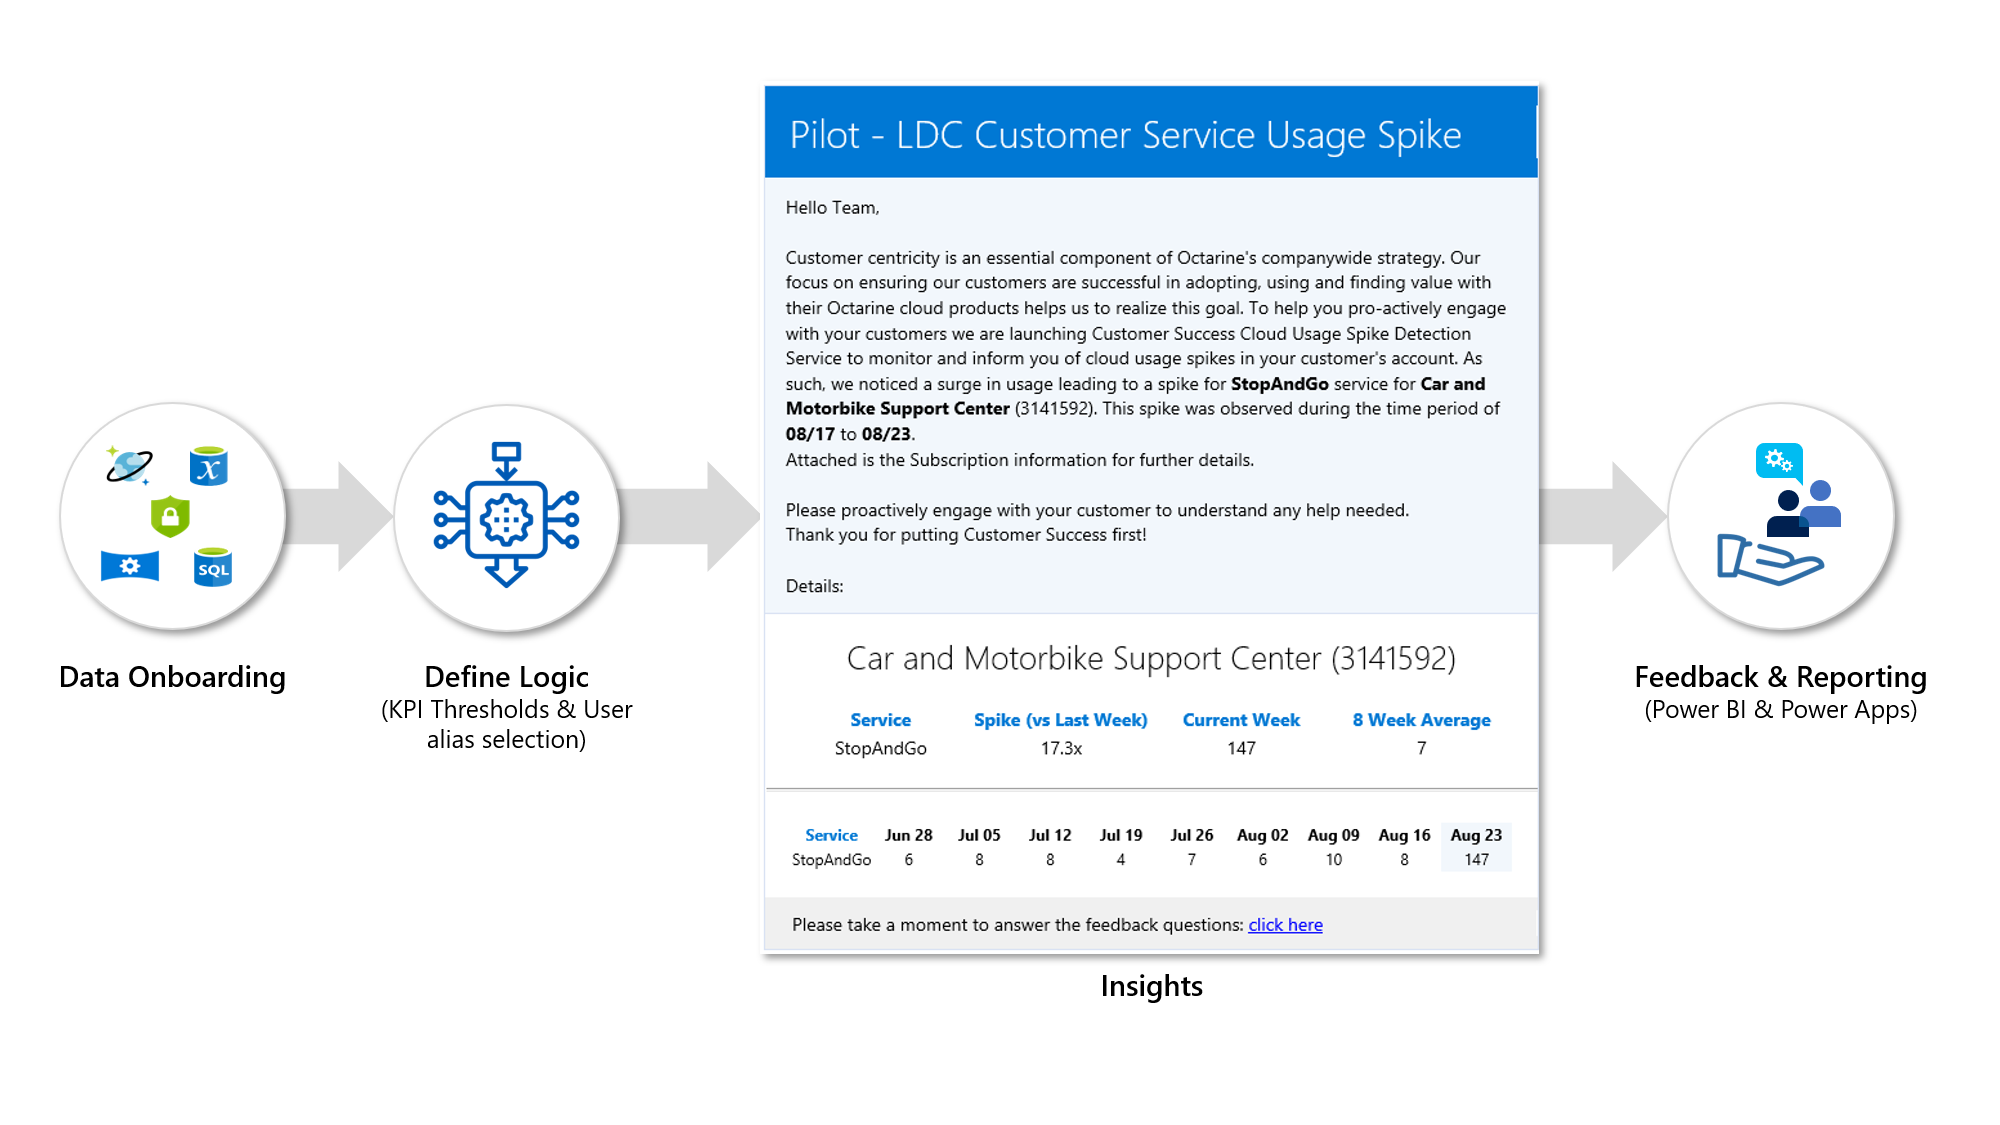 Pilot - LDC Customer Service Usage Spike
Hello Team,
Customer centricity is an essential component of Octarine's companywide strategy. Our
focus on ensuring our customers are successful in adopting, using and finding value with
their Octarine cloud products helps us to realize this goal. To help you pro-actively engage
with your customers we are launching Customer Success Cloud Usage Spike Detection
Service to monitor and inform you of cloud usage spikes in your customer's account. As
such, we noticed a surge in usage leading to a spike for StopAndGo service for Car and
Motorbike Support Center (3141592). This spike was observed during the time period of
08/17 to 08/23.
Attached is the Subscription information for further details.
Please proactively engage with your customer to understand any help needed.
Thank you for putting Customer Success first!
Details:
Car and Motorbike Support Center (3141592)
Service Spike (vs Last Week) Current Week 8 Week Average
StopAndGo 17.3x 147 7
Service Jun 28 Jul 05 Jul 12 Jul 19 Jul 26 Aug 02 Aug 09 Aug 16 Aug 23
StopAndGo 6 8 8 4 7 6 10 8 147
Please take a moment to answer the feedback questions: click here
Insights
X
SQL
Data Onboarding
Define Logic
(KPI Thresholds & User
alias selection)
Feedback & Reporting
(Power BI & Power Apps)